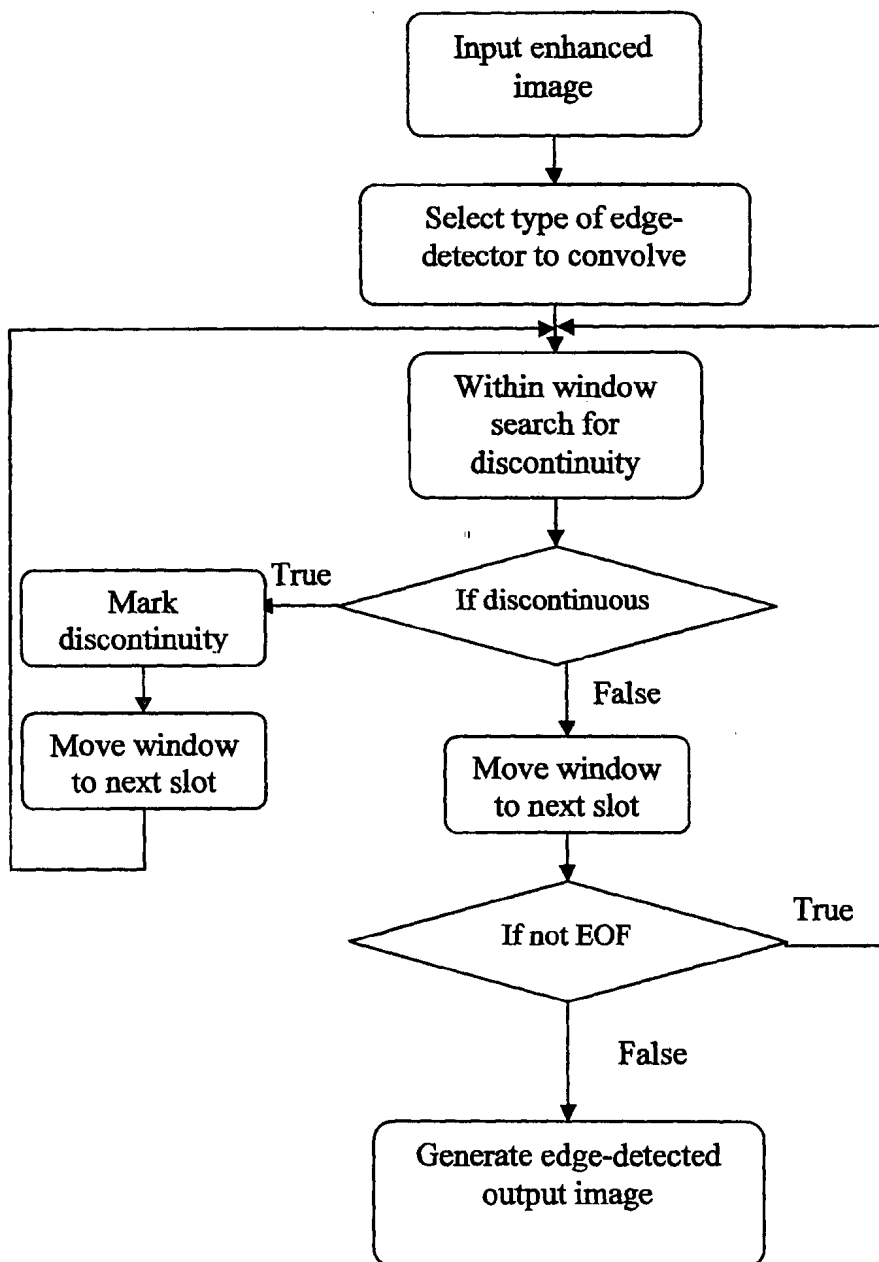 Input enhanced
image
Select type of edge-
detector to convolve
Within window
search for
discontinuity
If discontinuous
True
Mark
discontinuity
Move window
to next slot
False
Move window
to next slot
If not EOF
True
False
Generate edge-detected
output image